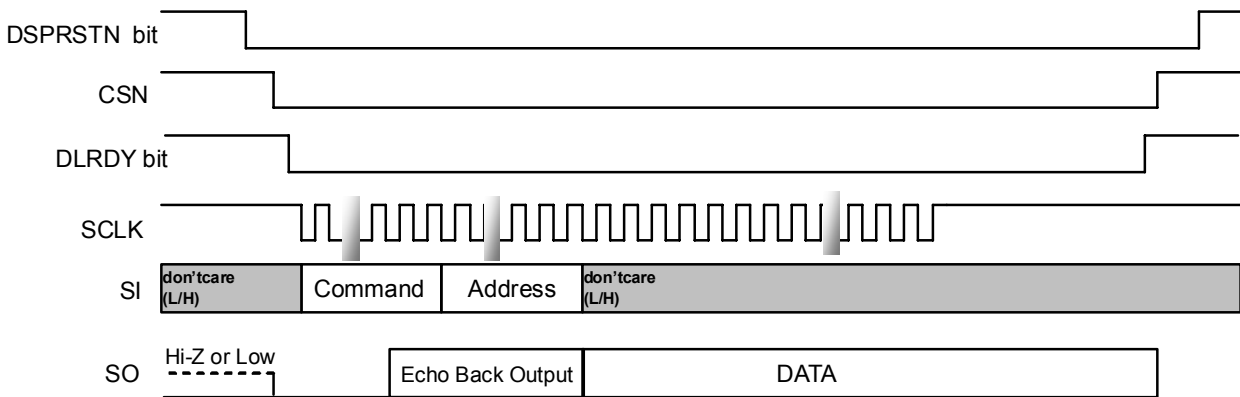 DSPRSTN bit
CSN
DLRDY bit
SCLK
SI
don'tcare
(L/H)
Command
Address
don'tcare
(L/H)
SO
Hi-Z or Low
Echo Back Output
DATA